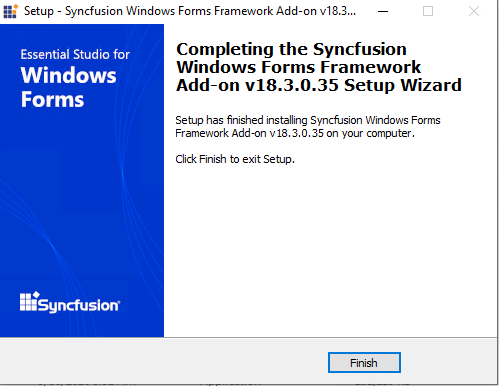 Setup - Syncfusion Windows Forms Framework Add-on v18.3...
Essential Studio for
Windows
Forms
Completing the Syncfusion
Windows Forms Framework
Add-on v18.3.0.35 Setup Wizard
Setup has finished installing Syncfusion Windows Forms
Framework Add-on v18.3.0.35 on your computer.
Click Finish to exit Setup.
Syncfusion®
Finish